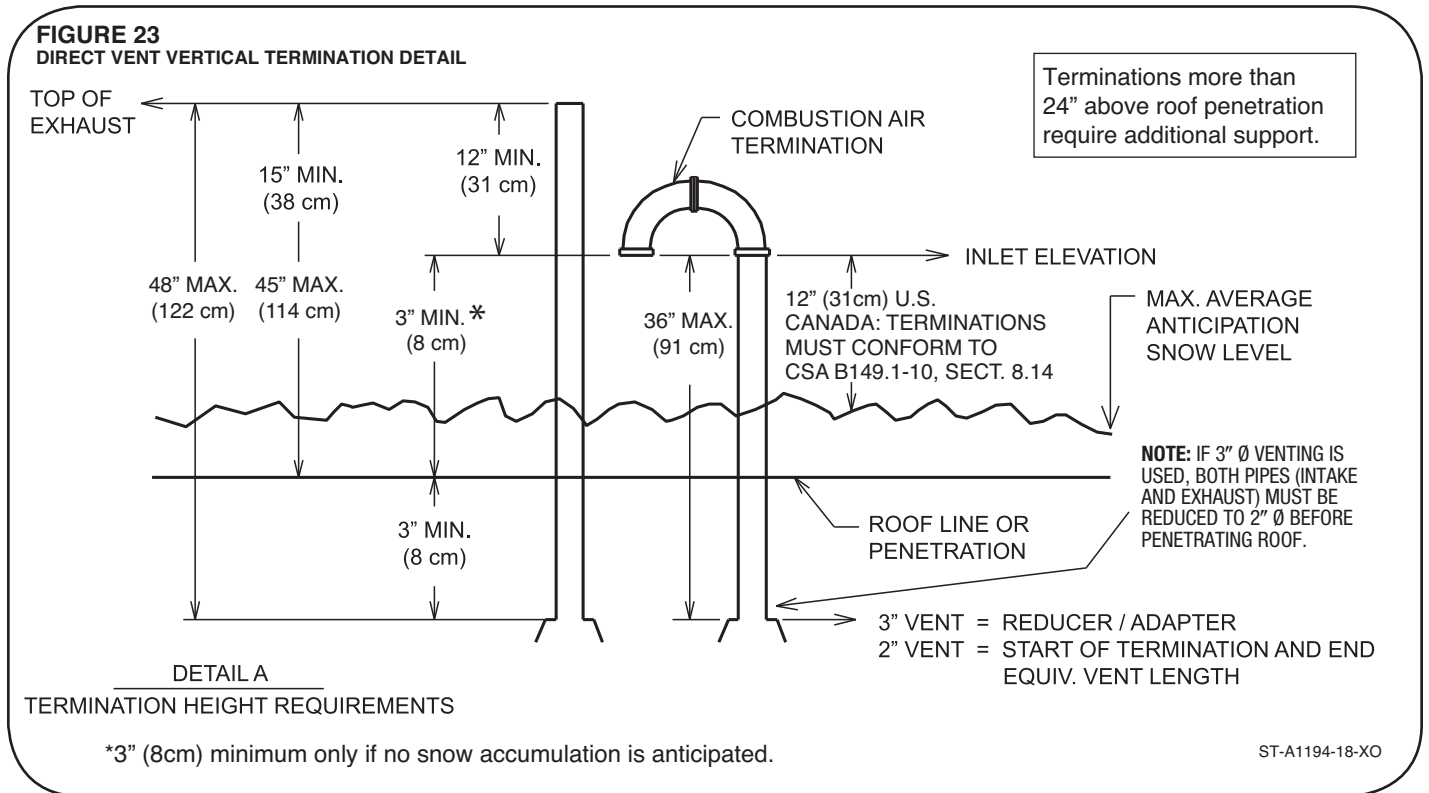 FIGURE 23
DIRECT VENT VERTICAL TERMINATION DETAIL
TOP OF
EXHAUST
Terminations more than
24" above roof penetration
require additional support.
COMBUSTION AIR
TERMINATION
12" MIN.
(31 cm)
15" MIN.
(38 cm)
INLET ELEVATION
48" MAX.
(122 cm)
45" MAX.
(114 cm)
3" MIN. *
(8 cm)
36" MAX.
(91 cm)
12" (31cm) U.S.
CANADA: TERMINATIONS
MUST CONFORM TO
CSA B149.1-10, SECT. 8.14
MAX. AVERAGE
ANTICIPATION
SNOW LEVEL
NOTE: IF 3" Ø VENTING IS
USED, BOTH PIPES (INTAKE
AND EXHAUST) MUST BE
REDUCED TO 2" Ø BEFORE
PENETRATING ROOF.
ROOF LINE OR
PENETRATION
3" MIN.
(8 cm)
3" VENT = REDUCER / ADAPTER
2" VENT = START OF TERMINATION AND END
EQUIV. VENT LENGTH
DETAIL A
TERMINATION HEIGHT REQUIREMENTS
*3" (8cm) minimum only if no snow accumulation is anticipated.
ST-A1194-18-XO